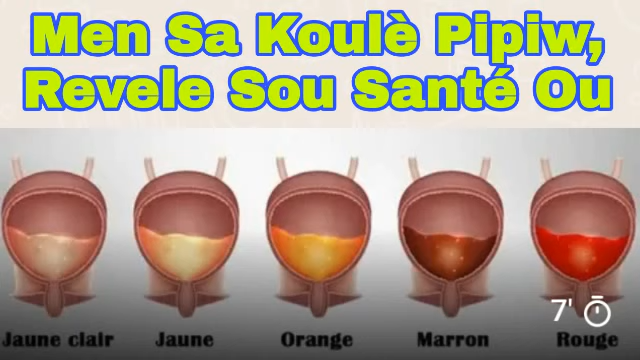 Men Sa Koulè Pipiw,
Revele Sou Santé Ou
7'
Jaune clair Jaune Orange Marron Rouge